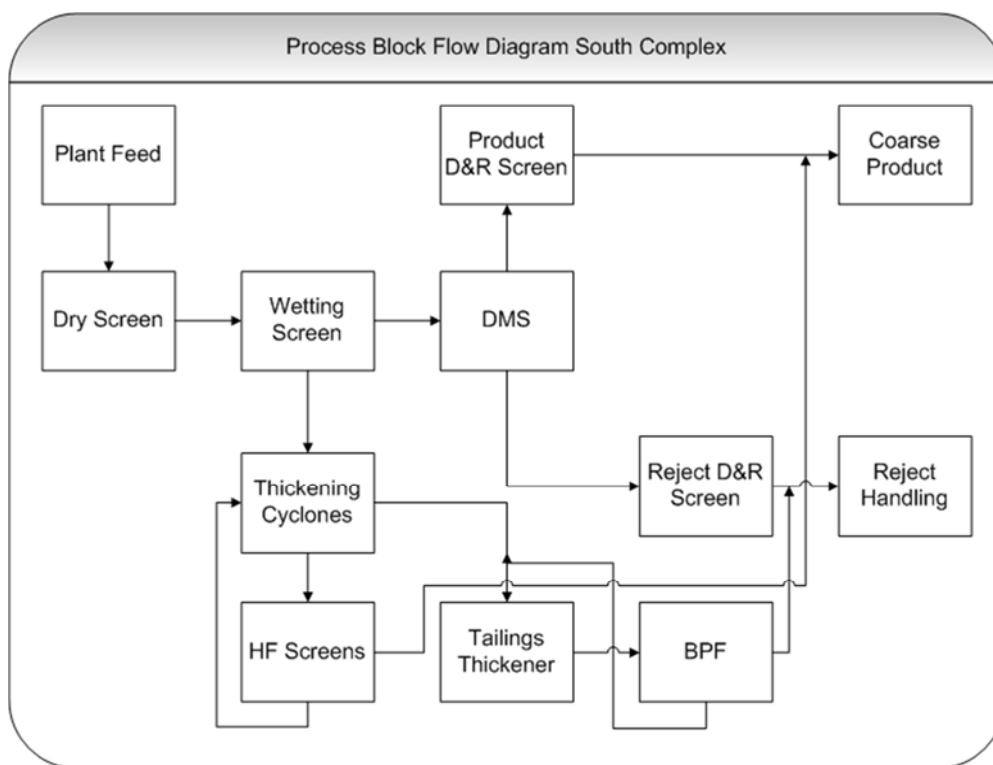 Process Block Flow Diagram South Complex
Plant Feed
Product
D&R Screen
Coarse
Product
Dry Screen
Wetting
Screen
DMS
Thickening
Cyclones
Reject D&R
Screen
Reject
Handling
HF Screens
Tailings
Thickener
BPF